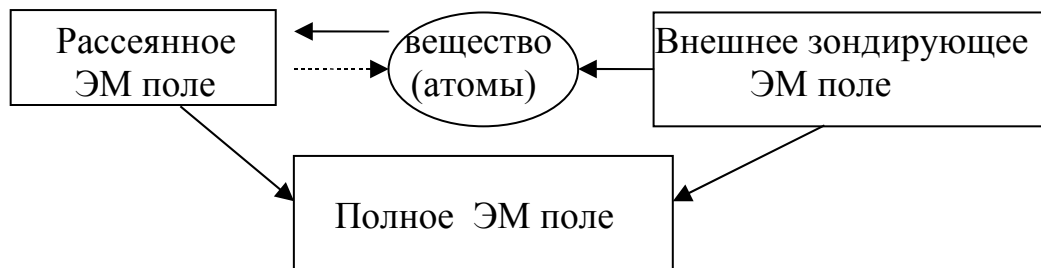 Рассеянное
ЭМ поле
вещество
(атомы)
Внешнее зондирующее
ЭМ поле
Полное ЭМ поле